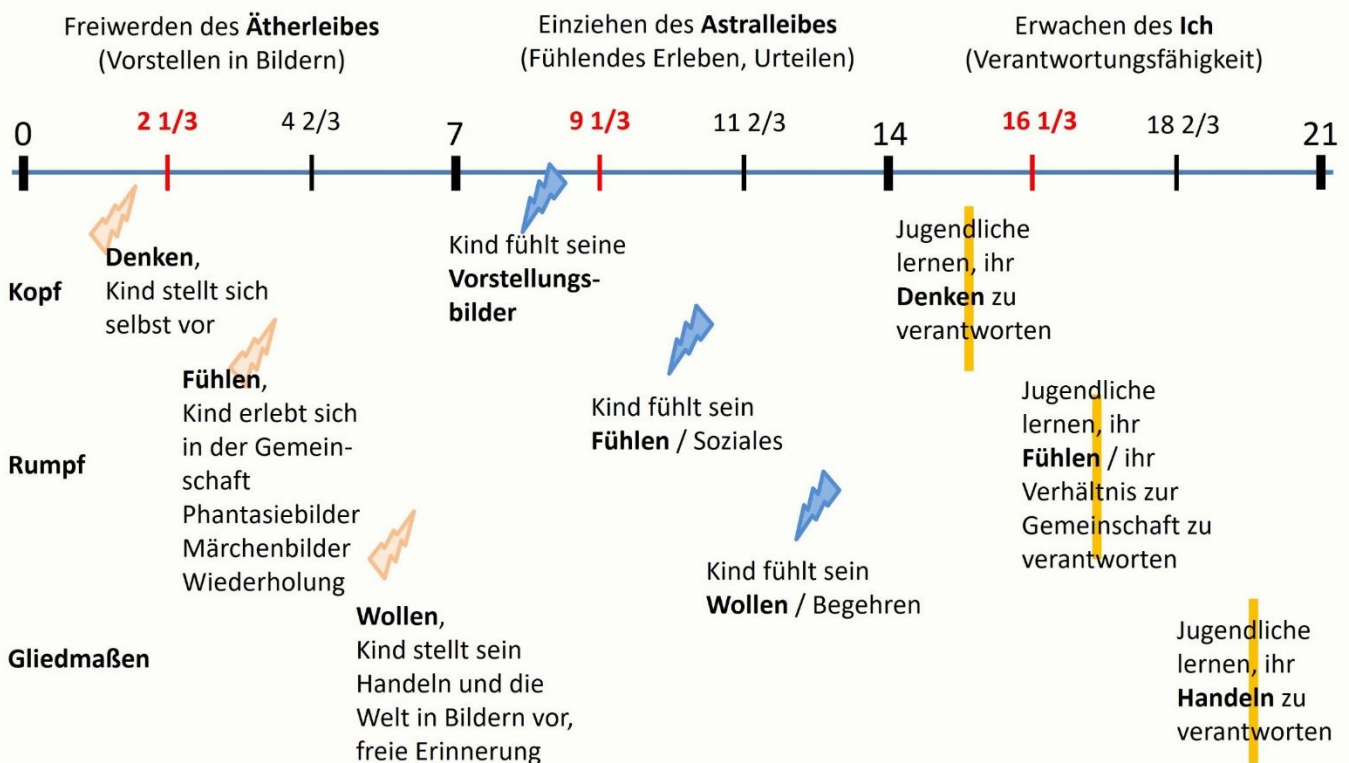 Freiwerden des Ätherleibes
(Vorstellen in Bildern)
Einziehen des Astralleibes
(Fühlendes Erleben, Urteilen)
Erwachen des Ich
(Verantwortungsfähigkeit)
0
2 1/3
4 2/3
7
9 1/3
11 2/3
14
16 1/3
18 2/3
21
Kopf
Denken,
Kind stellt sich
selbst vor
Kind fühlt seine
Vorstellungs-
bilder
Jugendliche
lernen, ihr
Denken zu
verantworten
Rumpf
Fühlen,
Kind erlebt sich
in der Gemein-
schaft
Phantasiebilder
Märchenbilder
Wiederholung
Kind fühlt sein
Fühlen / Soziales
Jugendliche
lernen, ihr
Fühlen / ihr
Verhältnis zur
Gemeinschaft zu
verantworten
Gliedmaßen
Wollen,
Kind stellt sein
Handeln und die
Welt in Bildern vor,
freie Erinnerung
Kind fühlt sein
Wollen / Begehren
Jugendliche
lernen, ihr
Handeln zu
verantworten